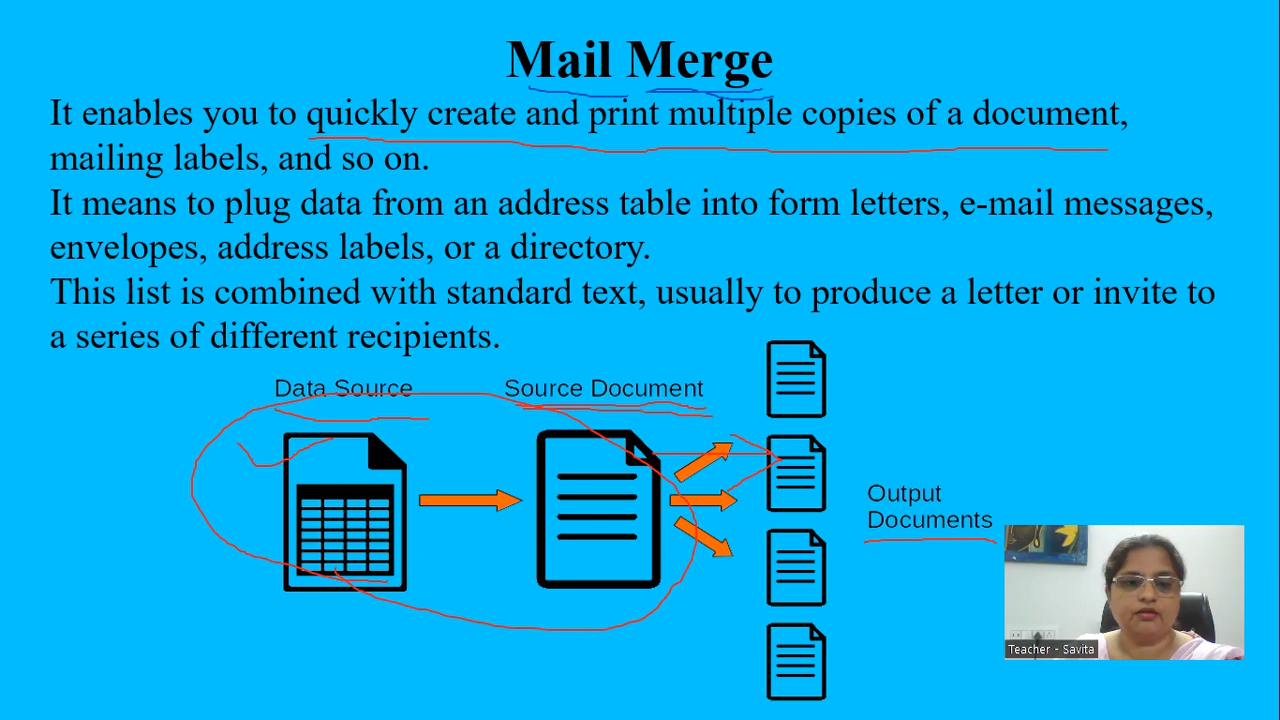 Mail Merge
It enables you to quickly create and print multiple copies of a document,
mailing labels, and so on.
It means to plug data from an address table into form letters, e-mail messages,
envelopes, address labels, or a directory.
This list is combined with standard text, usually to produce a letter or invite to
a series of different recipients.
Data Source
Source Document
Output
Documents
Teacher - Savita